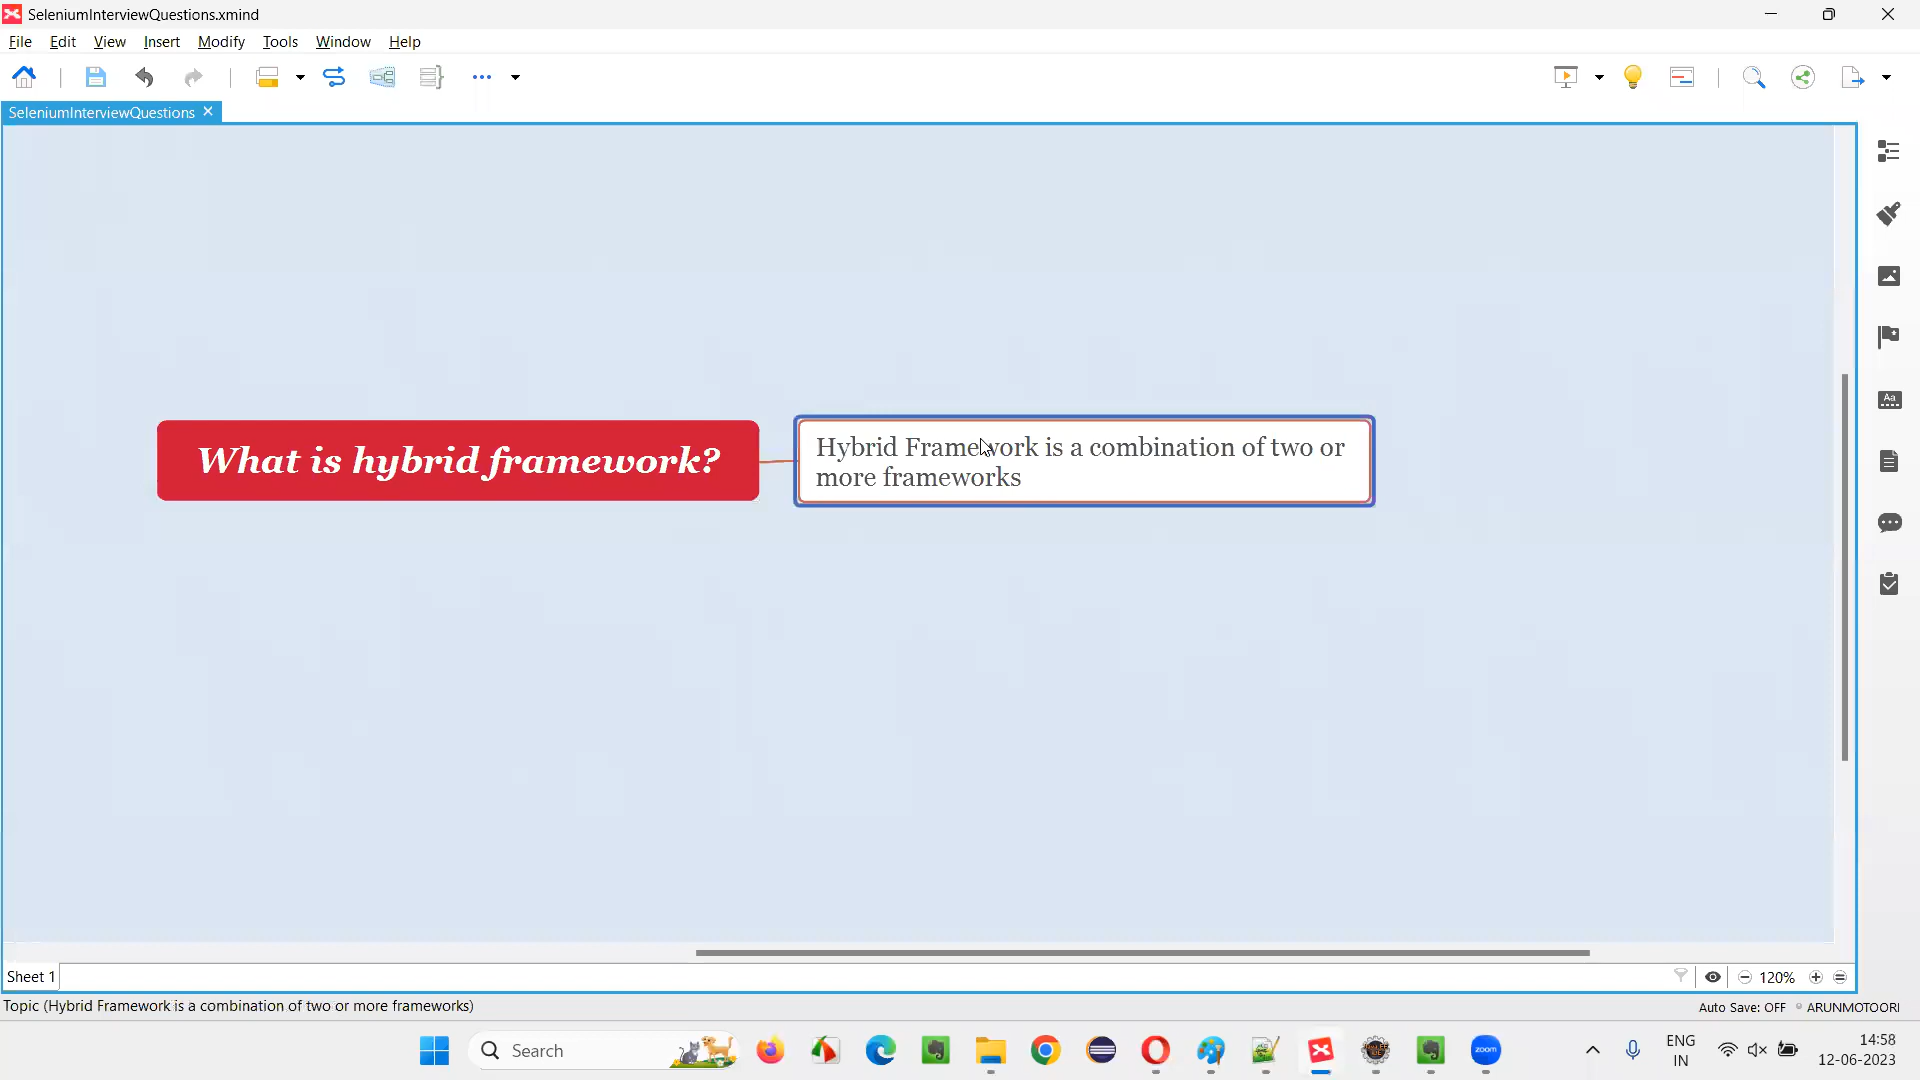 SeleniumInterviewQuestions.xmind
File Edit View Insert Modify Tools Help
SeleniumInterviewQuestions
What is hybrid framework?
Hybrid Framework is a combination of two or
more frameworks
Aa
Sheet 1
120%
Topic (Hybrid Framework is a combination of two or more frameworks)
Auto Save: OFF ARUNMOTOORI
Search
zoom
ENG
IN
14:58
12-06-2023